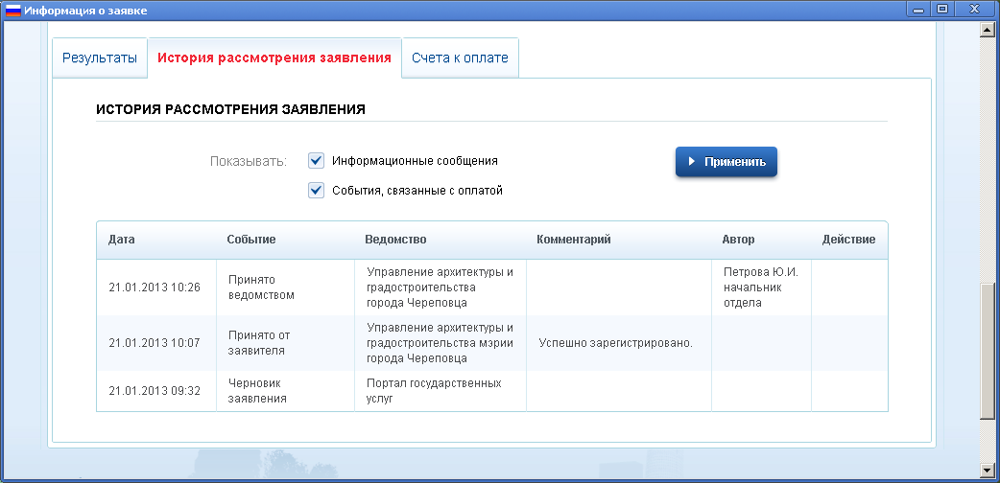 Информация о заявке
Результаты
История рассмотрения заявления
Счета к оплате
ИСТОРИЯ РАССМОТРЕНИЯ ЗАЯВЛЕНИЯ
Показывать:
Информационные сообщения
Применить
События, связанные с оплатой
Дата
Событие
Ведомство
Комментарий
Автор
Действие
21.01.2013 10:26
Принято
ведомством
Управление архитектуры и
градостроительства
города Череповца
Петрова Ю.И.
начальник
отдела
21.01.2013 10:07
Принято от
заявителя
Управление архитектуры и
градостроительства мэрии
города Череповца
Успешно зарегистрировано.
21.01.2013 09:32
Черновик
заявления
Портал государственных
услуг